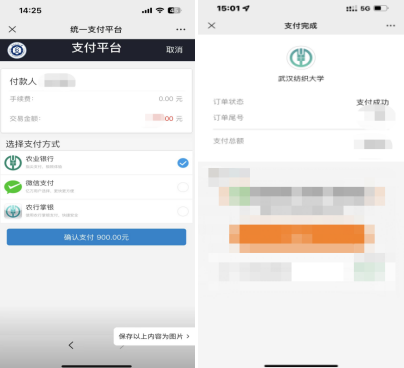 14:25
统一支付平台
支付平台
取消
付款人
手续费:
0.00 元
交易金额:
00 元
选择支付方式
农业银行
微信支付
农行掌银
确认支付 900.00元
保存以上内容为图片 >
15:01
5G
支付完成
武汉纺织大学
订单状态
支付成功
订单尾号
支付总额